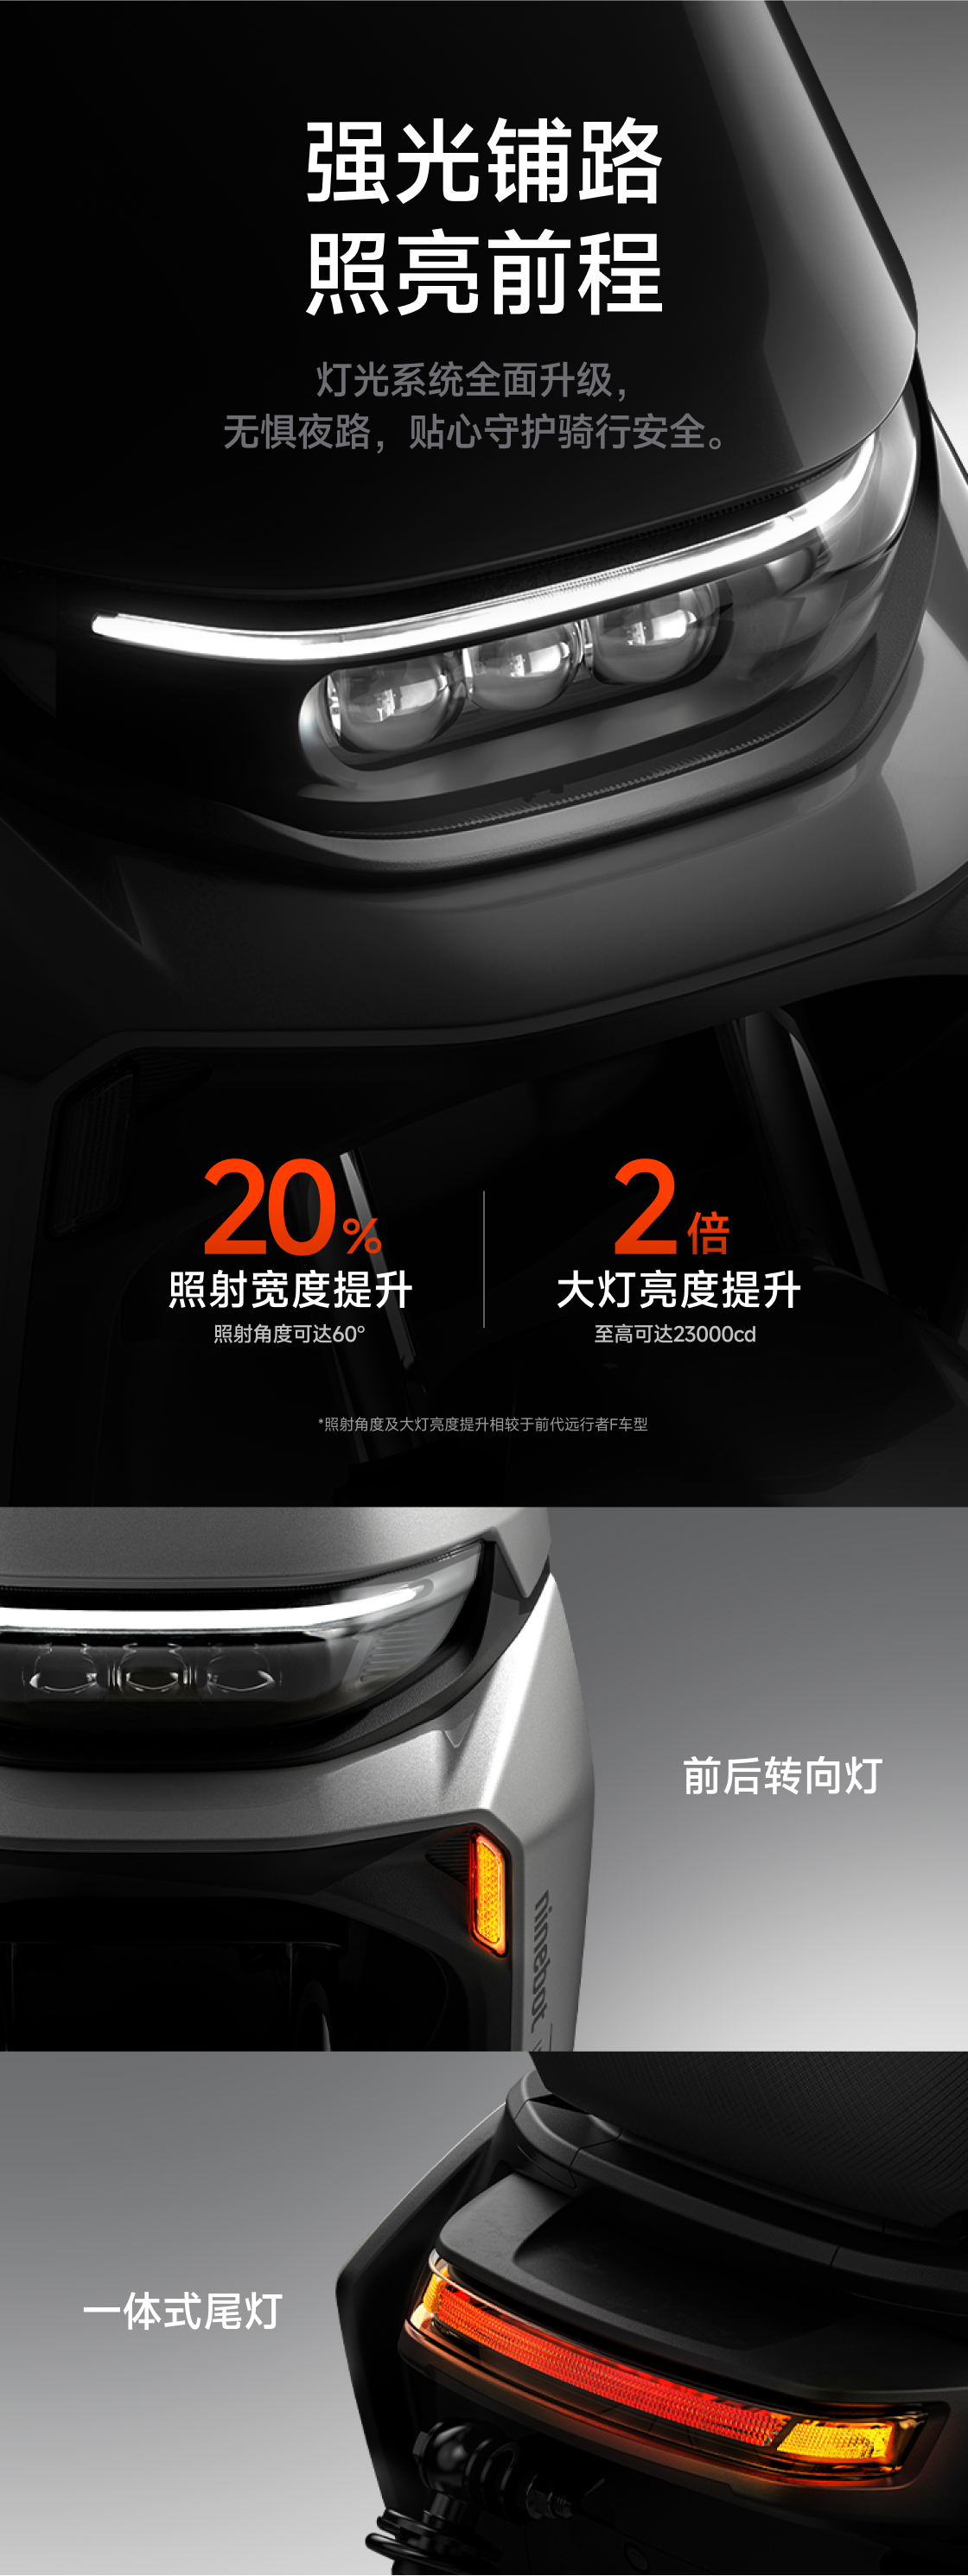 强光铺路
照亮前程
灯光系统全面升级，
无惧夜路，贴心守护骑行安全。
20%
照射宽度提升
照射角度可达60°
2倍
大灯亮度提升
至高可达23000cd
*照射角度及大灯亮度提升相较于前代远行者F车型
前后转向灯
ninebot
一体式尾灯